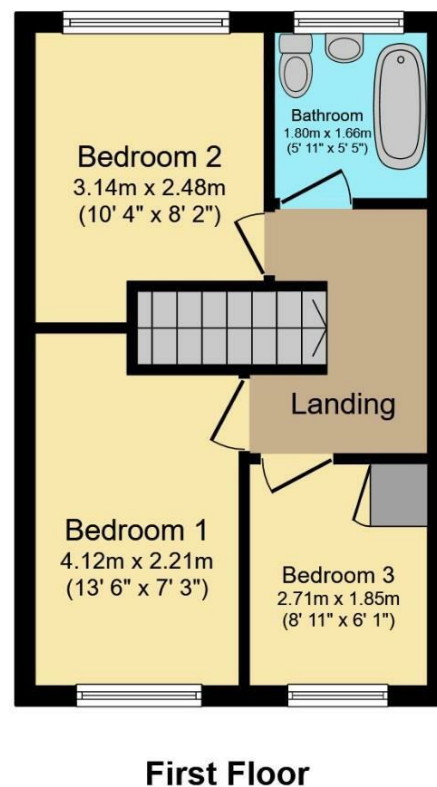 Bathroom
1.80m x 1.66m
(5' 11" x 5' 5")
Bedroom 2
3.14m x 2.48m
(10' 4" x 8' 2")
Landing
Bedroom 1
4.12m x 2.21m
(13' 6" x 7' 3")
Bedroom 3
2.71m x 1.85m
(8' 11" x 6' 1")
First Floor